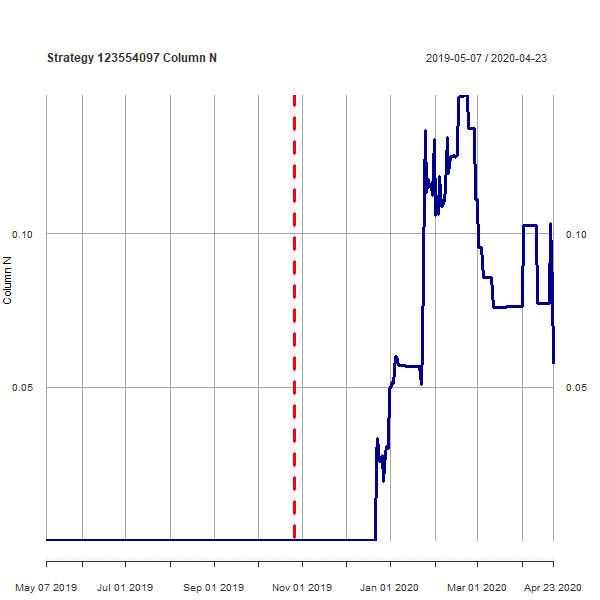 Strategy 123554097 Column N
2019-05-07 / 2020-04-23
0.10
0.10
Column N
0.05
0.05
May 07 2019
Jul 01 2019
Sep 01 2019
Nov 01 2019
Jan 01 2020
Mar 01 2020
Apr 23 2020